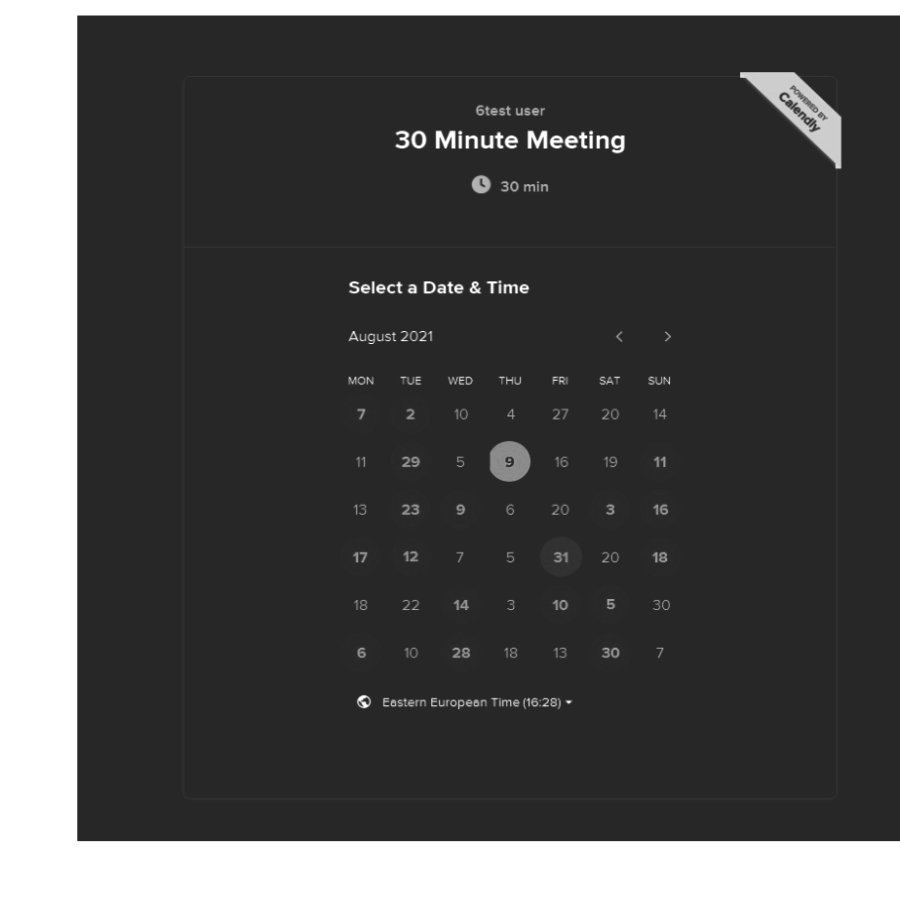 POWERED BY
Calendly
6test user
30 Minute Meeting
30 min
Select a Date & Time
August 2021
MON TUE WED THU FRI SAT SUN
7 2 10 4 27 20 14
11 29 5 9 16 19 11
13 23 9 6 20 3 16
17 12 7 5 31 20 18
18 22 14 3 10 5 30
6 10 28 18 13 30 7
Eastern European Time (16:28)